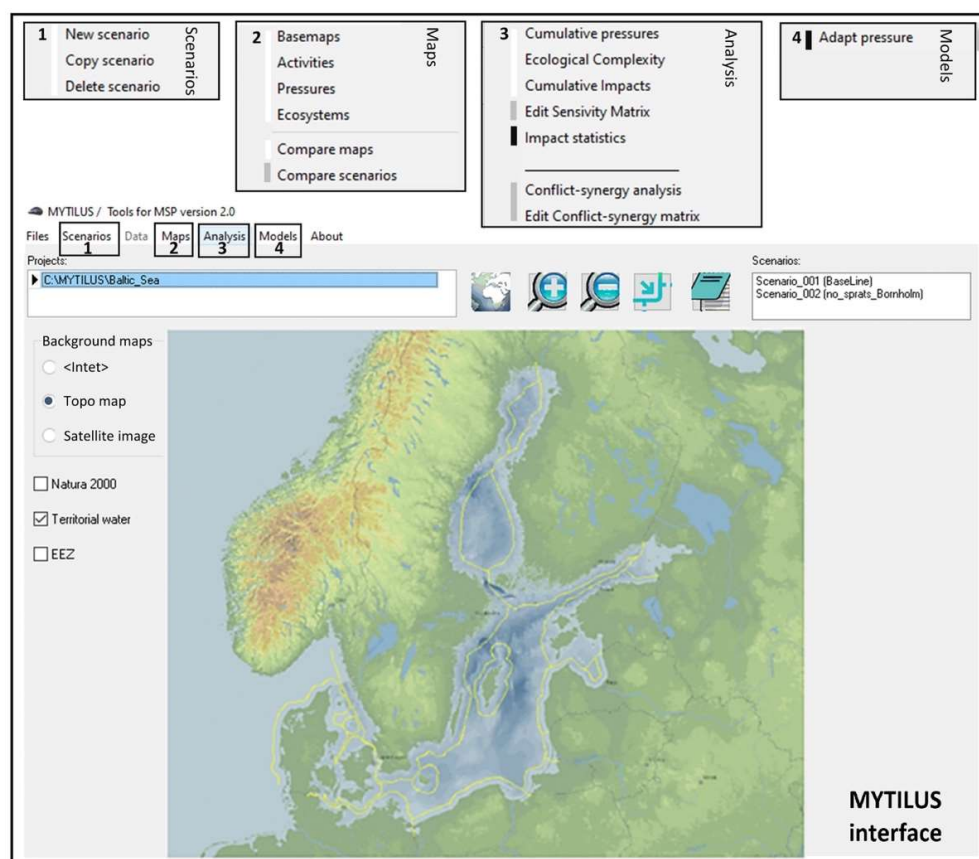 1 New scenario
Copy scenario
Delete scenario
Scenarios
2 Basemaps
Activities
Pressures
Ecosystems
Compare maps
Compare scenarios
Maps
3 Cumulative pressures
Ecological Complexity
Cumulative Impacts
Edit Sensivity Matrix
Impact statistics
Conflict-synergy analysis
Edit Conflict-synergy matrix
Analysis
4 Adapt pressure
Models
MYTILUS / Tools for MSP version 2.0
Files Scenarios Data Maps Analysis Models About
1 2 3 4
Projects:
C:\MYTILUS\Baltic_Sea
Scenarios:
Scenario_001 (BaseLine)
Scenario_002 (no_sprats_Bornholm)
Background maps
<Intet>
Topo map
Satellite image
Natura 2000
Territorial water
EEZ
MYTILUS
interface